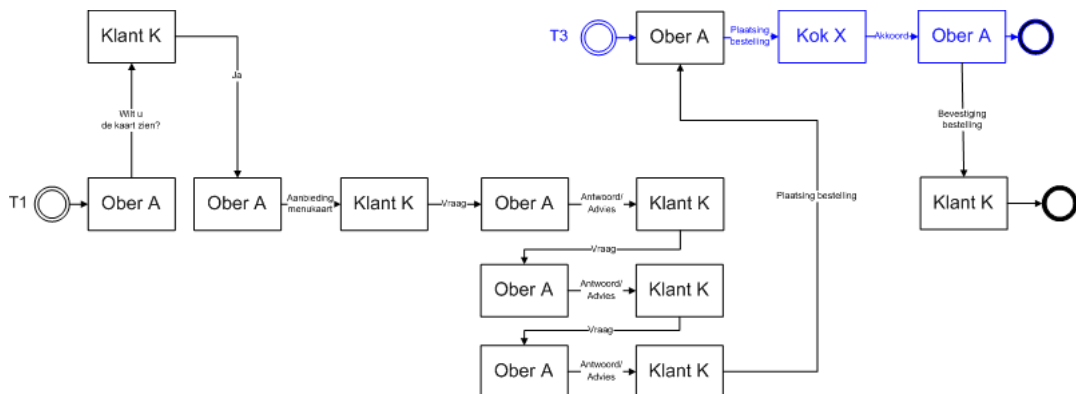 Klant K
Ja
Wilt u
de kaart zien?
T1
Ober A
Ober A
Aanbieding
menukaart
Klant K
Vraag
Ober A
Antwoord/
Advies
Klant K
Vraag
Ober A
Antwoord/
Advies
Klant K
Vraag
Ober A
Antwoord/
Advies
Klant K
Plaatsing bestelling
T3
Ober A
Plaatsing
bestelling
Kok X
Akkoord
Ober A
Bevestiging
bestelling
Klant K